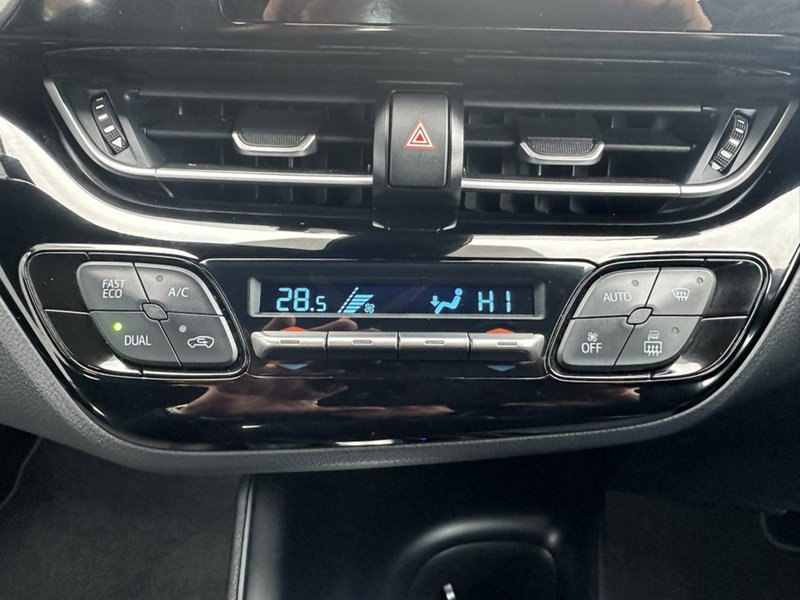 FAST
ECO
A/C
DUAL
28.5
HI
AUTO
OFF